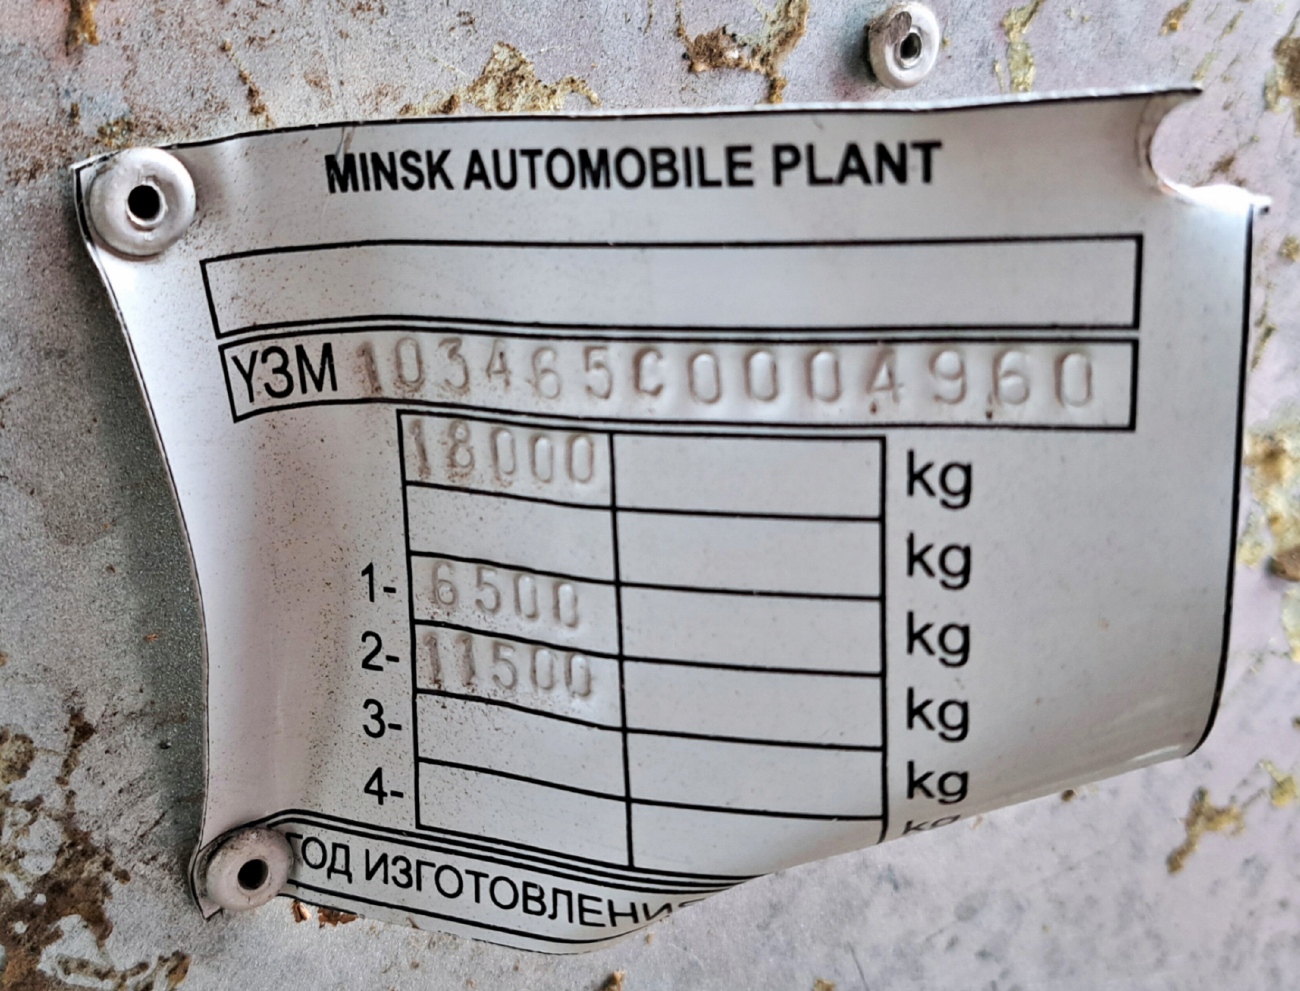 MINSK AUTOMOBILE PLANT
Y3M 103465C0004960
18000 kg
kg
1- 6500 kg
2- 11500 kg
3- kg
4- kg
ГОД ИЗГОТОВЛЕНИЯ